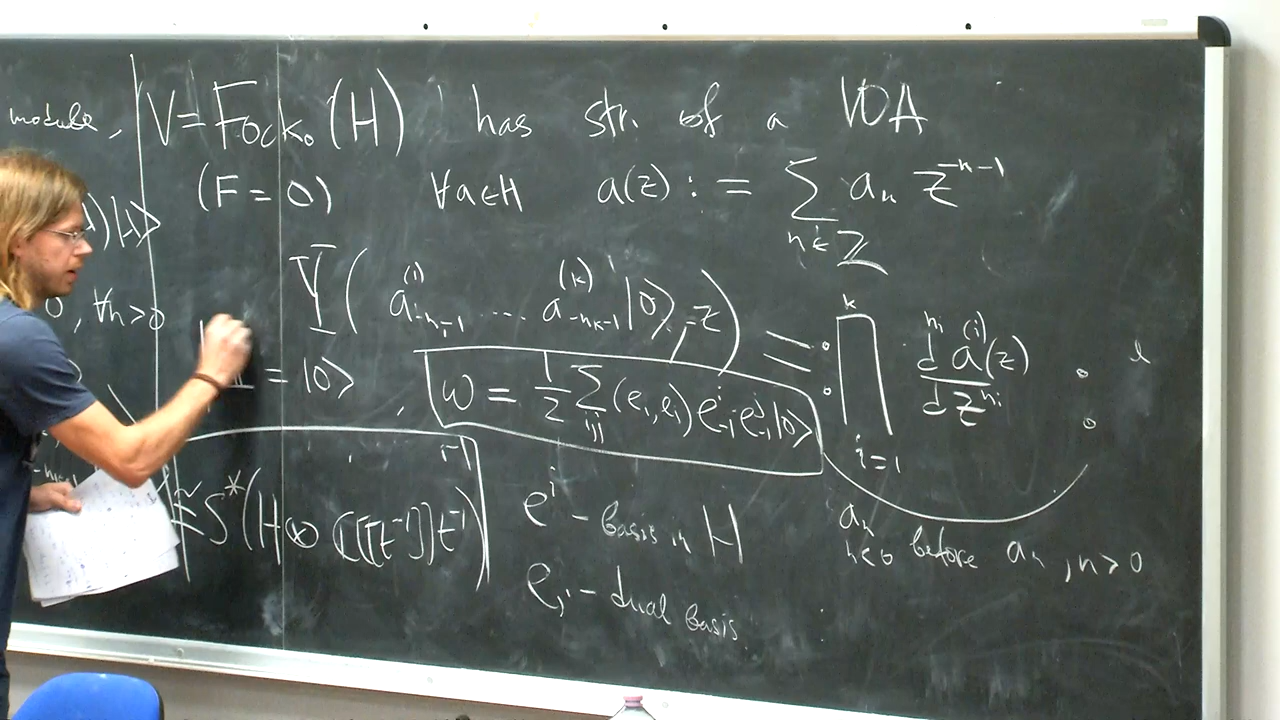 module,
V = Fock₀ (H) has str. of a VOA
(F = 0) ∀a∈H a(z) := ∑_{n∈ℤ} a_n z^{-n-1}
)|λ>
0, ∀n>0
Y( a^{(1)}_{-n_1-1} .... a^{(k)}_{-n_k-1} |0>, z ) = : ∏_{i=1}^{k} d^{n_i} a^{(i)}(z) / dz^{n_i} :
= |0> , ω = 1/2 ∑_{ij} (e_i, e_j) e^i_{-1} e^j_{-1} |0>
≅ S*(H ⊗ ℂ[[t^{-1}]]t^{-1})
e^i - basis in H
e_i - dual basis
a_n n<0 before a_n, n>0